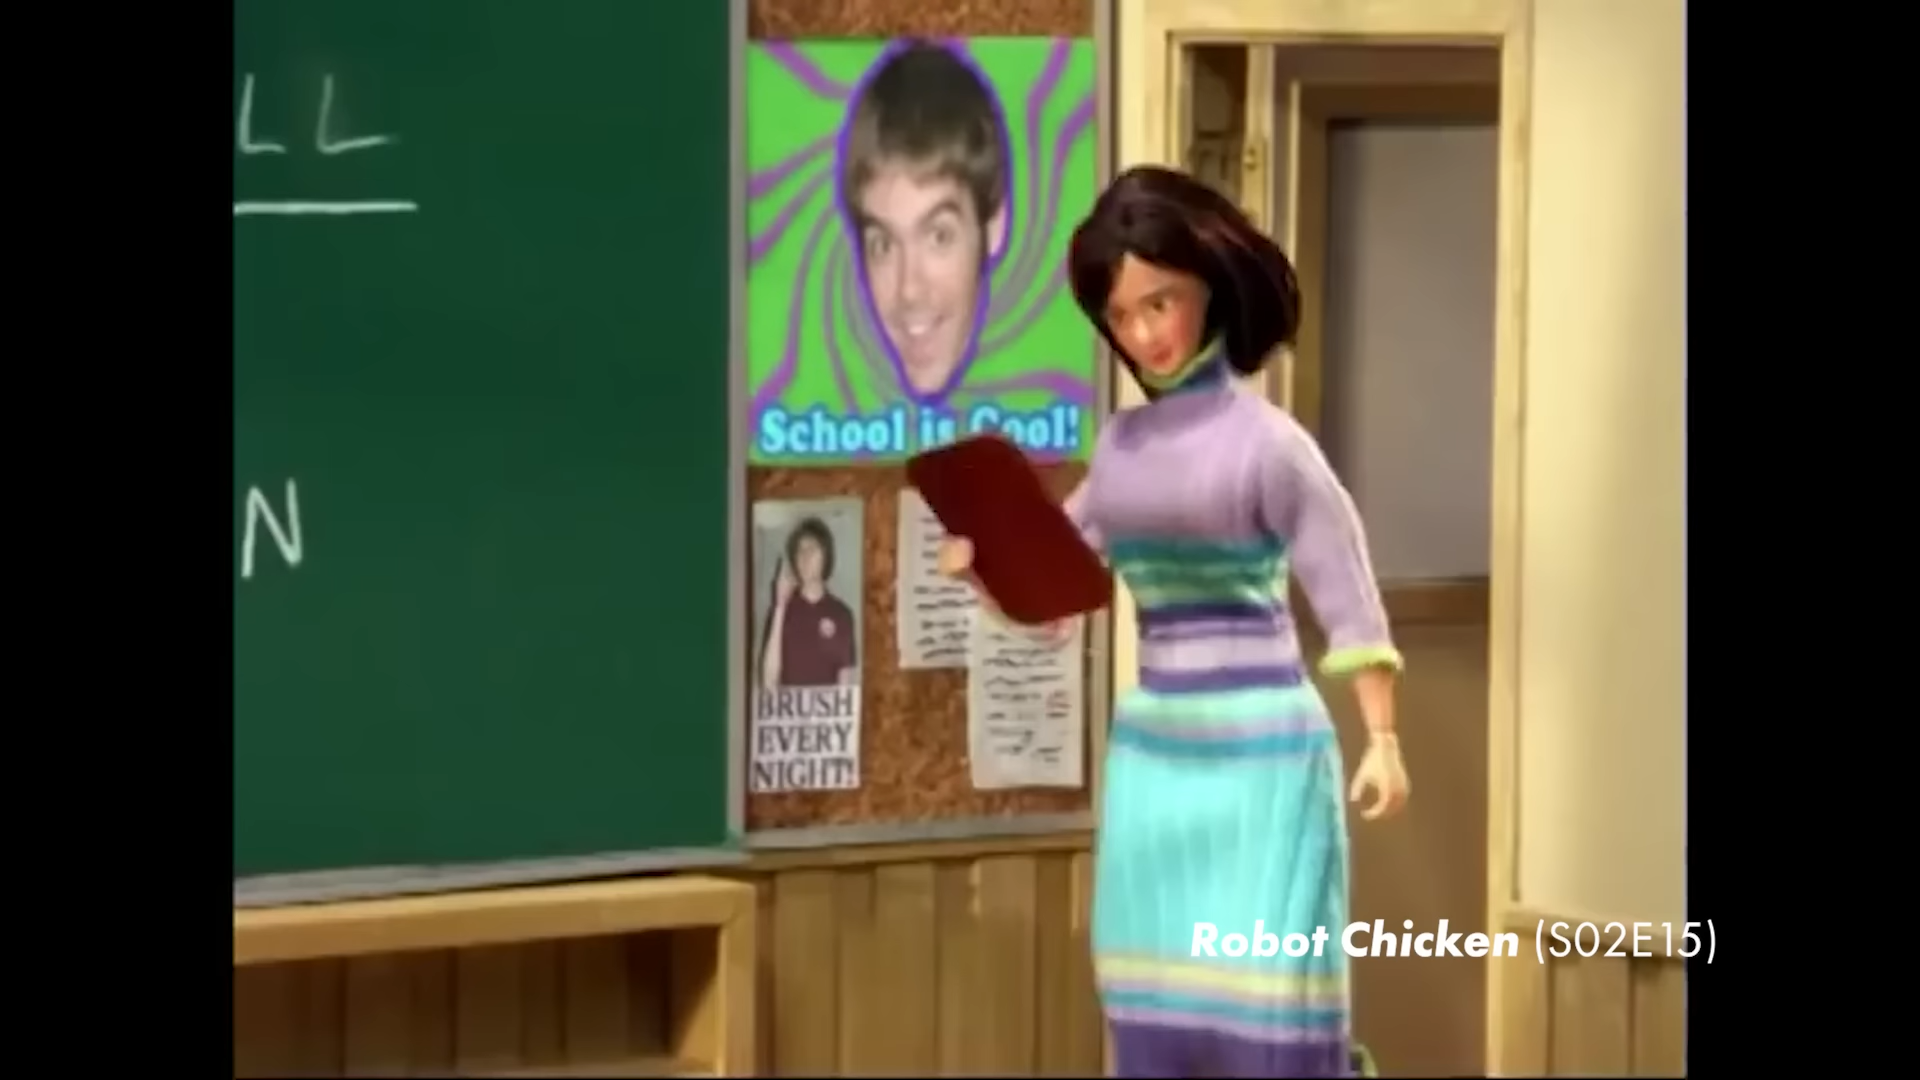 LL
N
School is Cool!
BRUSH
EVERY
NIGHT!
Robot Chicken (S02E15)